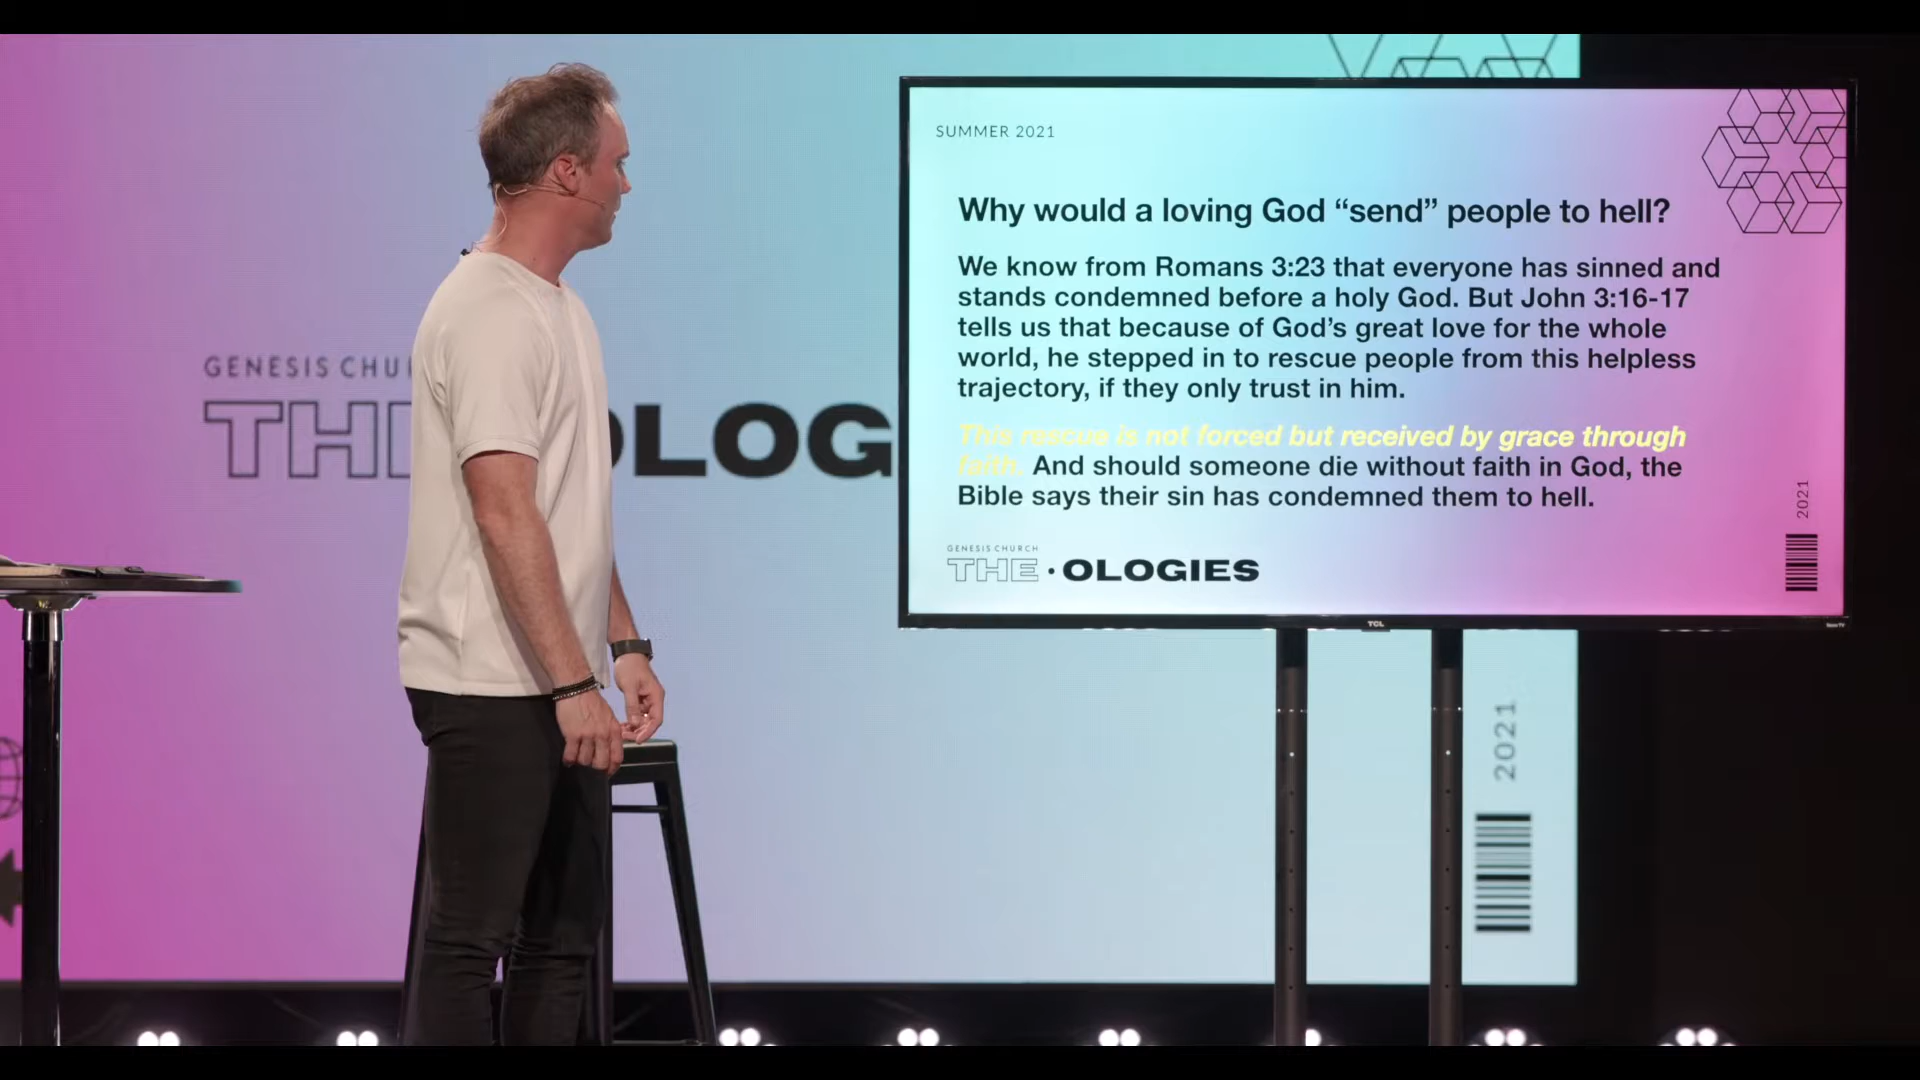 SUMMER 2021
Why would a loving God “send” people to hell?
We know from Romans 3:23 that everyone has sinned and
stands condemned before a holy God. But John 3:16-17
tells us that because of God’s great love for the whole
world, he stepped in to rescue people from this helpless
trajectory, if they only trust in him.
This rescue is not forced but received by grace through
faith. And should someone die without faith in God, the
Bible says their sin has condemned them to hell.
2021
GENESIS CHURCH
THE • OLOGIES
TCL
Roku TV
GENESIS CHU
THE OLOG
2021